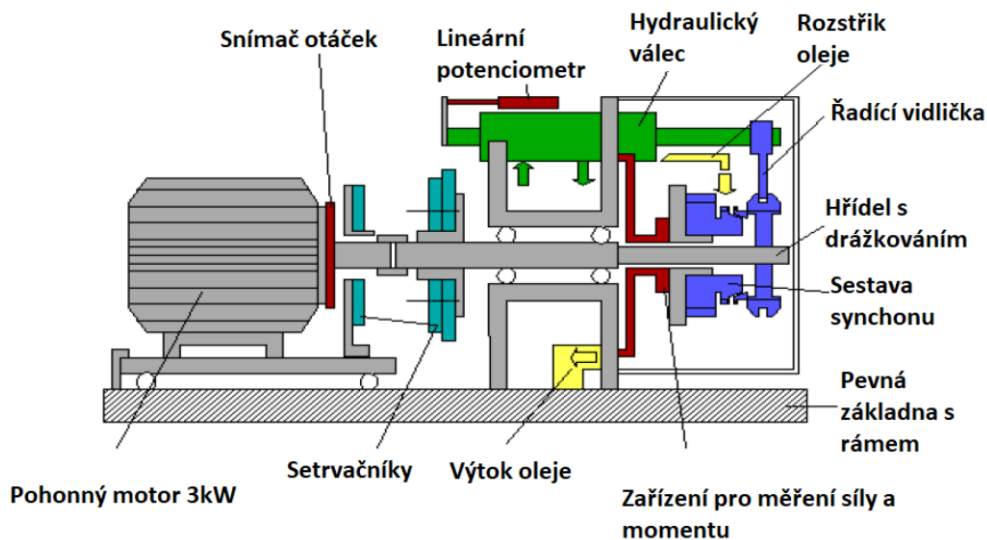 Snímač otáček
Lineární
potenciometr
Hydraulický
válec
Rozstřik
oleje
Řadící vidlička
Hřídel s
drážkováním
Sestava
synchonu
Pevná
základna s
rámem
Pohonný motor 3kW
Setrvačníky
Výtok oleje
Zařízení pro měření síly a
momentu